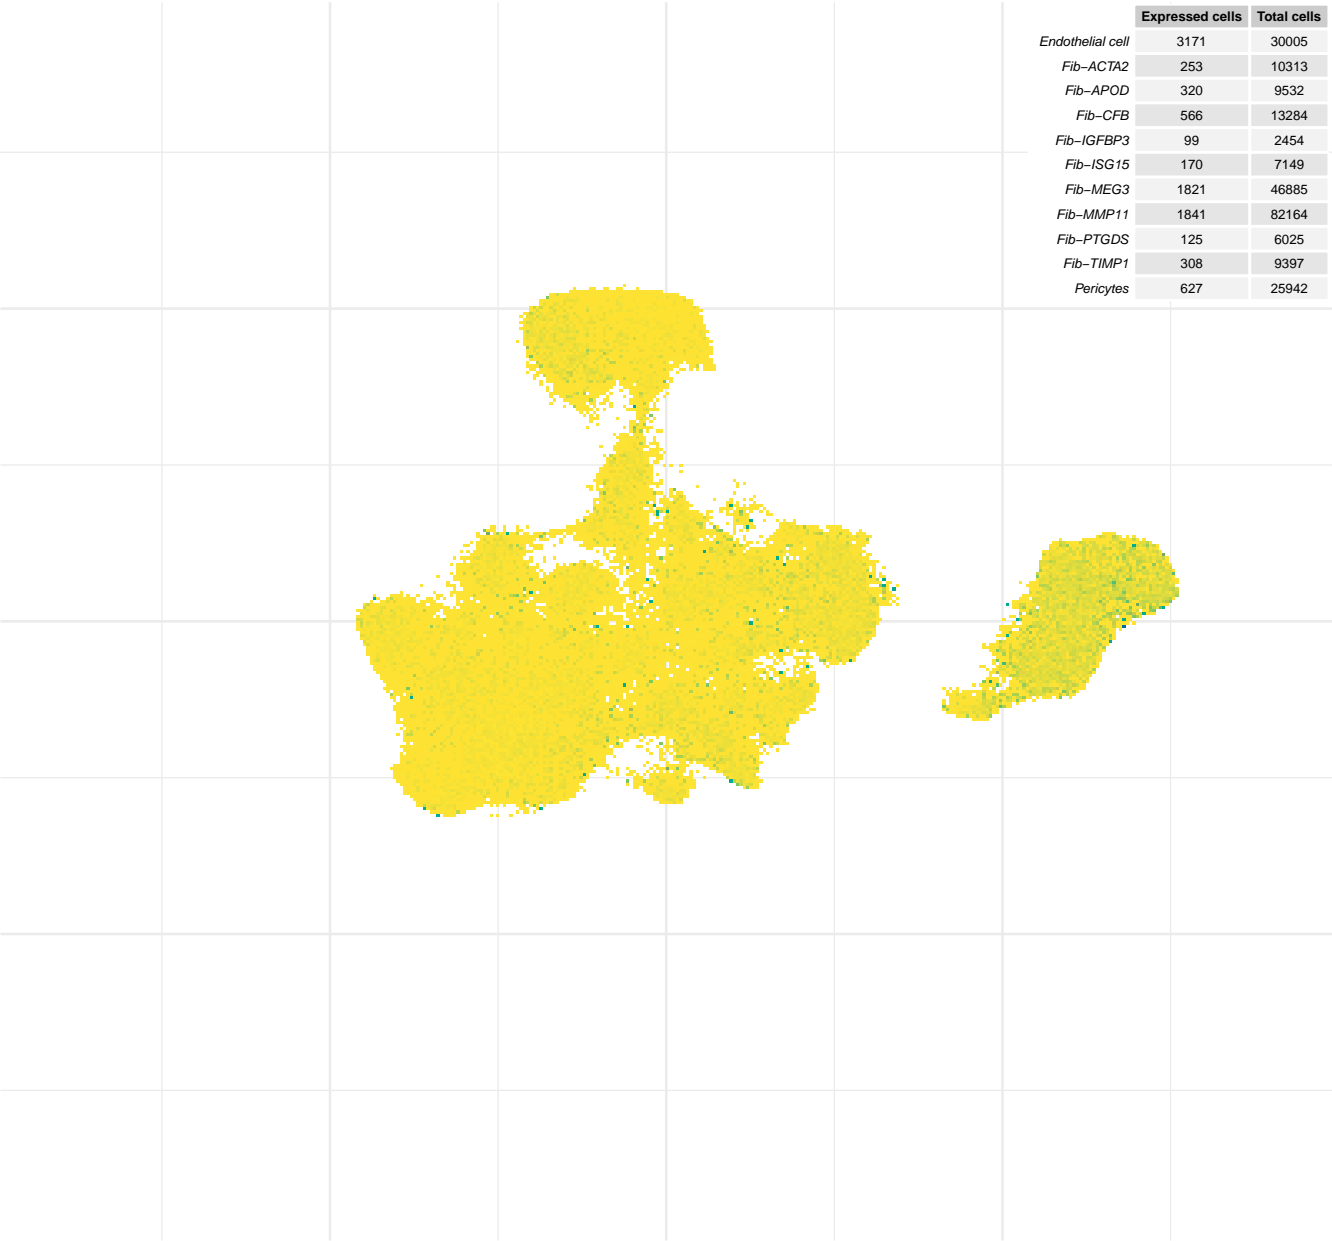 Expressed cells Total cells
Endothelial cell 3171 30005
Fib−ACTA2 253 10313
Fib−APOD 320 9532
Fib−CFB 566 13284
Fib−IGFBP3 99 2454
Fib−ISG15 170 7149
Fib−MEG3 1821 46885
Fib−MMP11 1841 82164
Fib−PTGDS 125 6025
Fib−TIMP1 308 9397
Pericytes 627 25942